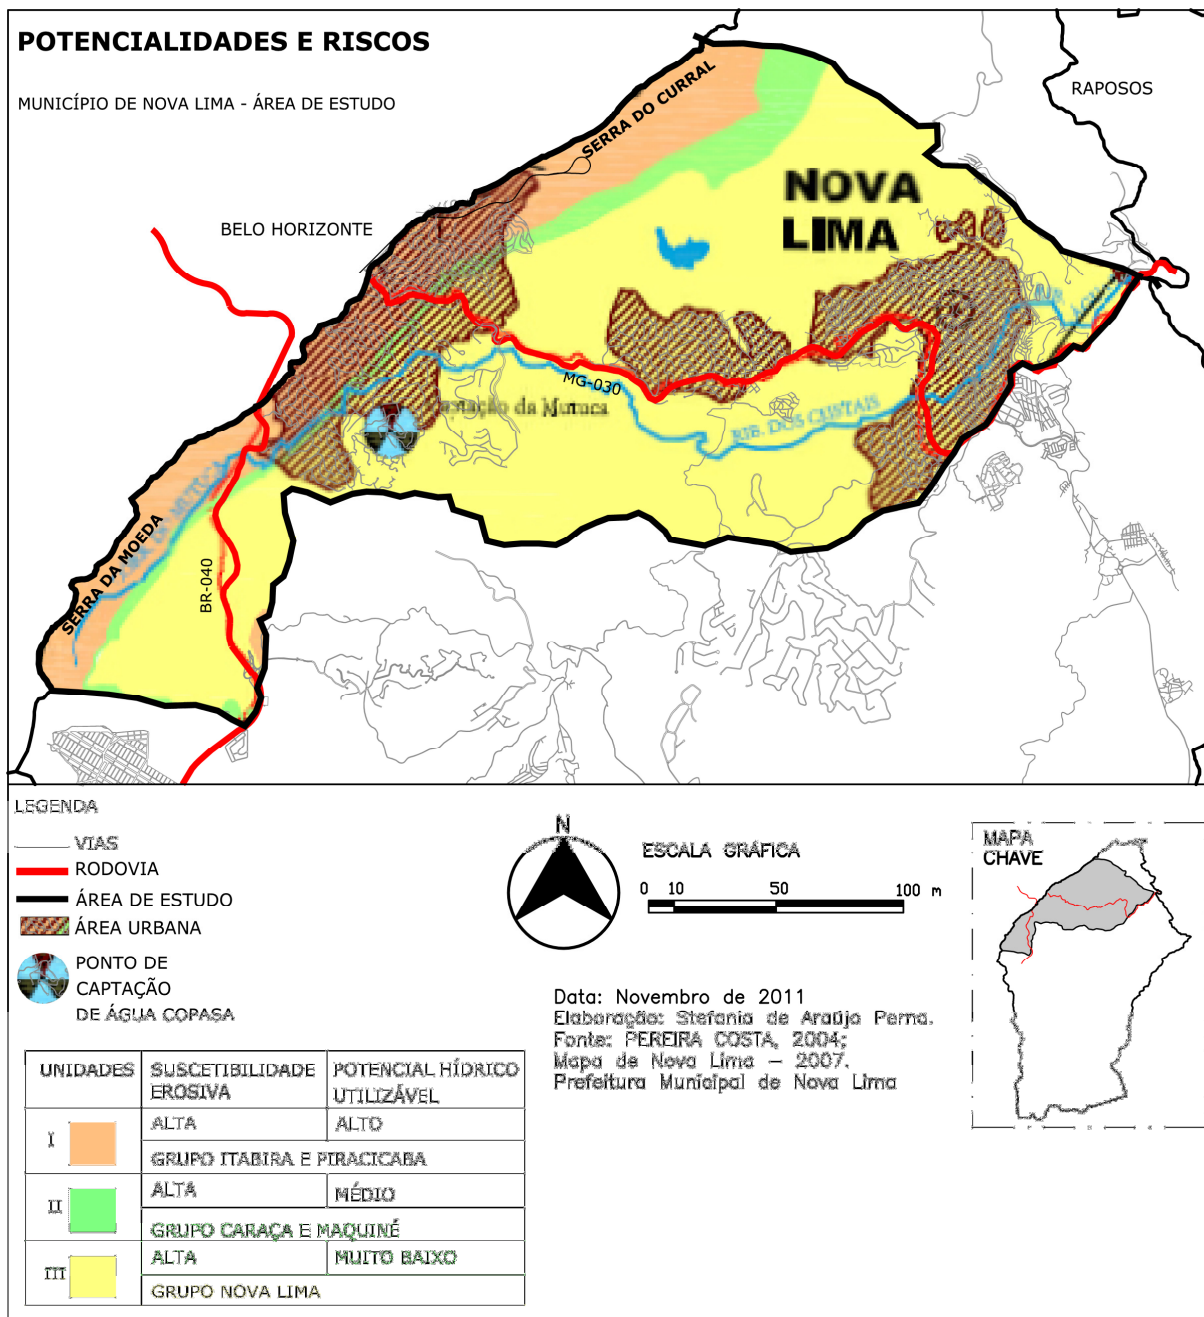 POTENCIALIDADES E RISCOS
MUNICÍPIO DE NOVA LIMA - ÁREA DE ESTUDO
RAPOSOS
SERRA DO CURRAL
BELO HORIZONTE
NOVA
LIMA
MG-030
da Mutuca
RIB. DOS CRISTAIS
MUTUCA
SERRA DA MOEDA
BR-040
LEGENDA
VIAS
RODOVIA
ÁREA DE ESTUDO
ÁREA URBANA
PONTO DE
CAPTAÇÃO
DE ÁGUA COPASA
N
ESCALA GRÁFICA
0 10 50 100 m
Data: Novembro de 2011
Elaboração: Stefania de Araújo Perna.
Fonte: PEREIRA COSTA, 2004;
Mapa de Nova Lima – 2007.
Prefeitura Municipal de Nova Lima
MAPA
CHAVE
UNIDADES SUSCETIBILIDADE EROSIVA POTENCIAL HÍDRICO UTILIZÁVEL
I ALTA ALTO
GRUPO ITABIRA E PIRACICABA
II ALTA MÉDIO
GRUPO CARAÇA E MAQUINÉ
III ALTA MUITO BAIXO
GRUPO NOVA LIMA